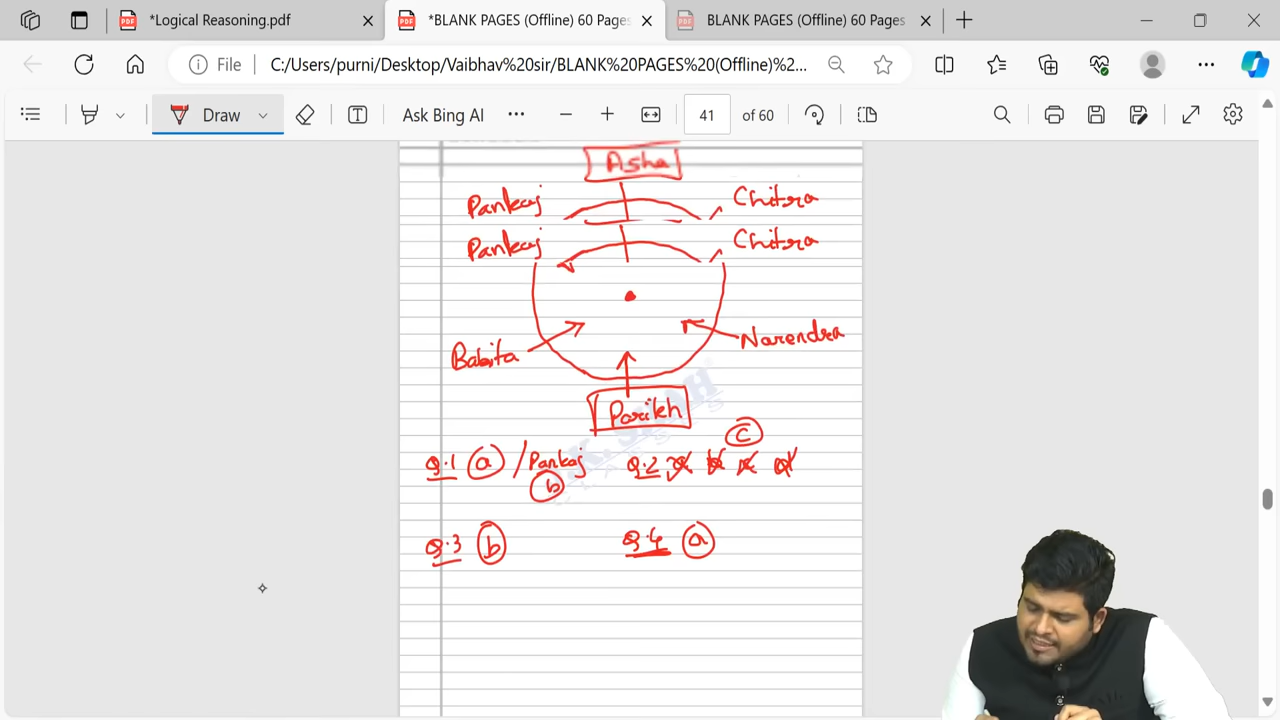 *Logical Reasoning.pdf
*BLANK PAGES (Offline) 60 Pages
BLANK PAGES (Offline) 60 Pages
File
C:/Users/purni/Desktop/Vaibhav%20sir/BLANK%20PAGES%20(Offline)%2...
Draw
Ask Bing AI
41 of 60
Asha
Pankaj Chitra
Pankaj Chitra
Babita Narendra
Parikh
c
Q.1 a / Pankaj Q.2 a b c d
b
Q.3 b Q.4 a